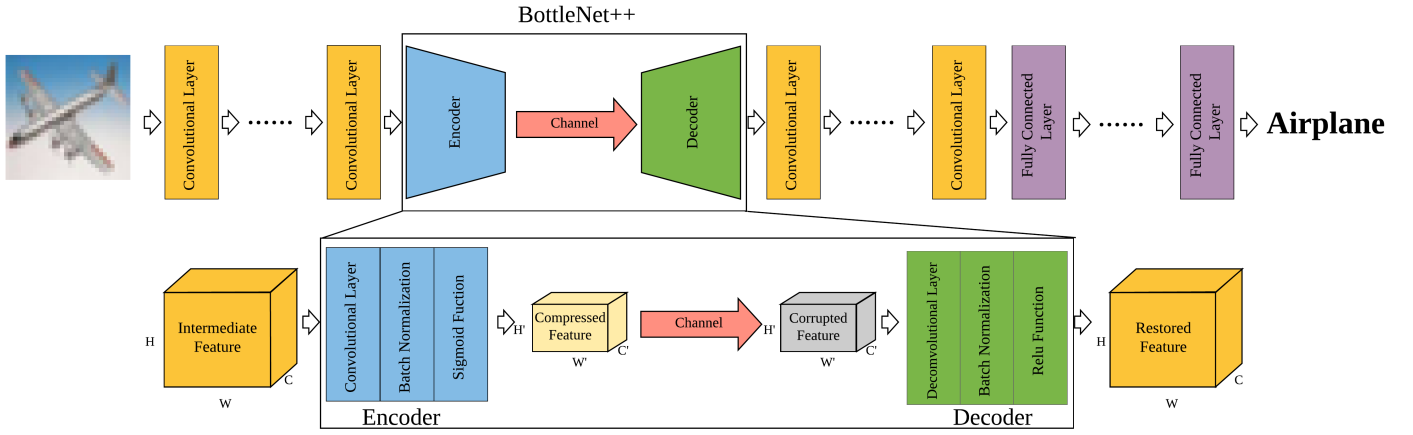 BottleNet++
Convolutional Layer
......
Convolutional Layer
Encoder
Channel
Decoder
Convolutional Layer
......
Convolutional Layer
Fully Connected
Layer
......
Fully Connected
Layer
Airplane
Intermediate
Feature
H
W
C
Convolutional Layer
Batch Normalization
Sigmoid Fuction
Encoder
Compressed
Feature
H'
W'
C'
Channel
Corrupted
Feature
H'
W'
C'
Decomvolutional Layer
Batch Normalization
Relu Function
Decoder
Restored
Feature
H
W
C